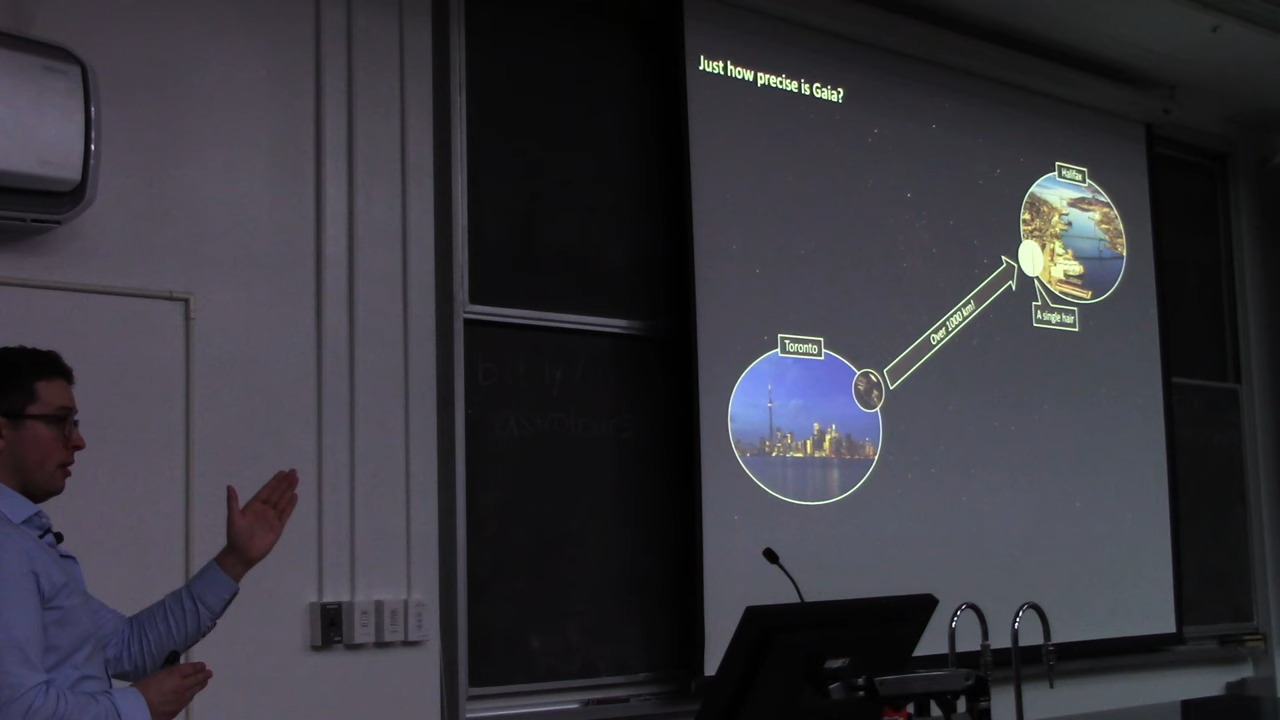 Just how precise is Gaia?
Halifax
A single hair
Over 1000 km!
Toronto